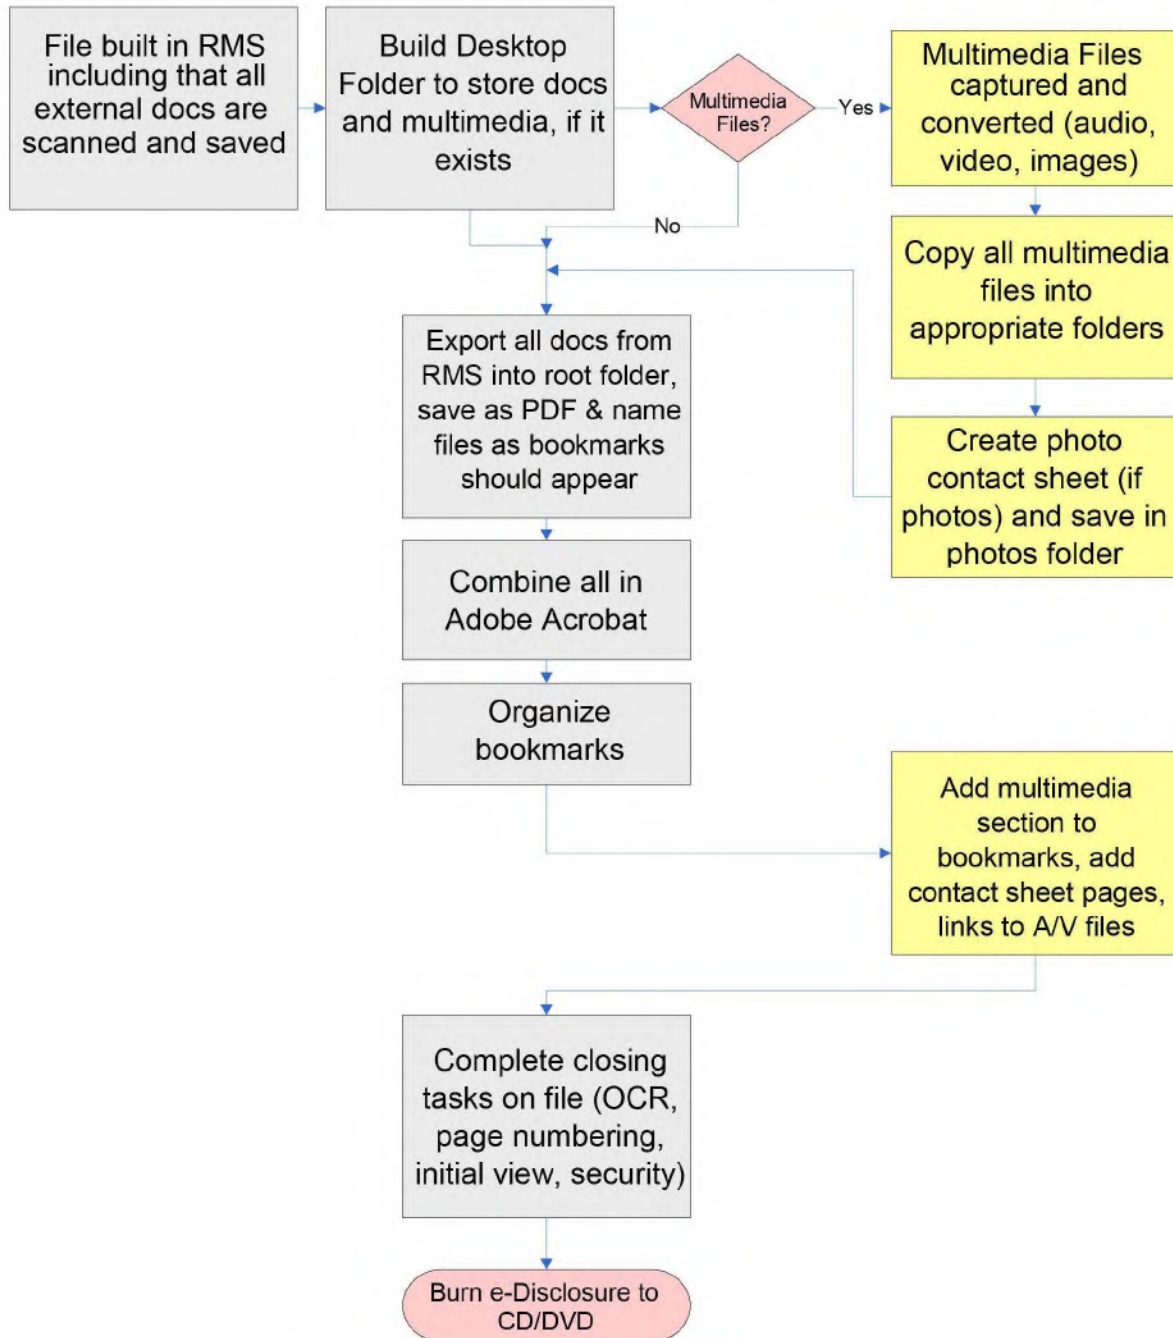 File built in RMS
including that all
external docs are
scanned and saved
Build Desktop
Folder to store docs
and multimedia, if it
exists
Multimedia
Files?
Yes
No
Multimedia Files
captured and
converted (audio,
video, images)
Copy all multimedia
files into
appropriate folders
Create photo
contact sheet (if
photos) and save in
photos folder
Export all docs from
RMS into root folder,
save as PDF & name
files as bookmarks
should appear
Combine all in
Adobe Acrobat
Organize
bookmarks
Add multimedia
section to
bookmarks, add
contact sheet pages,
links to A/V files
Complete closing
tasks on file (OCR,
page numbering,
initial view, security)
Burn e-Disclosure to
CD/DVD